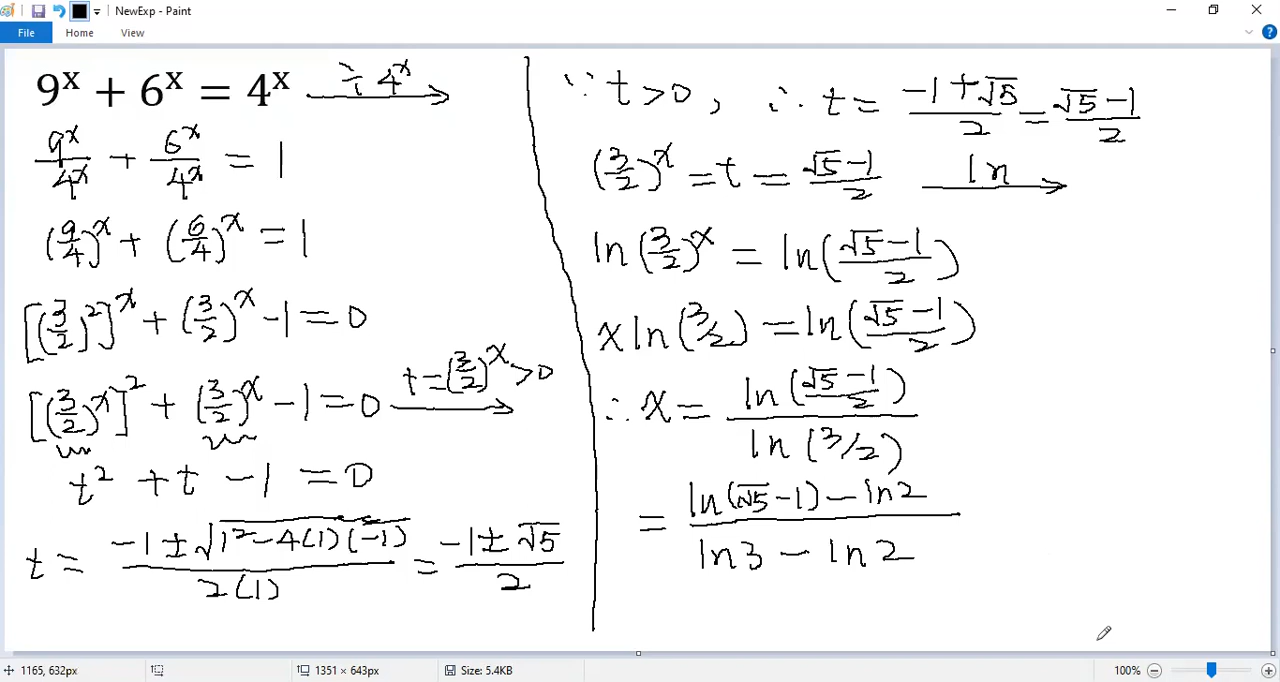 NewExp - Paint
File Home View
9^x + 6^x = 4^x ÷ 4^x →
9^x/4^x + 6^x/4^x = 1
(9/4)^x + (6/4)^x = 1
[(3/2)^2]^x + (3/2)^x - 1 = 0
[(3/2)^x]^2 + (3/2)^x - 1 = 0 t = (3/2)^x > 0 →
t^2 + t - 1 = 0
t = (-1 ± √(1^2 - 4(1)(-1)))/(2(1)) = (-1 ± √5)/2
∵ t > 0, ∴ t = (-1 + √5)/2 = (√5 - 1)/2
(3/2)^x = t = (√5 - 1)/2 ln →
ln(3/2)^x = ln((√5 - 1)/2)
x ln(3/2) = ln((√5 - 1)/2)
∴ x = ln((√5 - 1)/2)/ln(3/2)
= (ln(√5 - 1) - ln2)/(ln3 - ln2)
1165, 632px 1351 × 643px Size: 5.4KB 100%